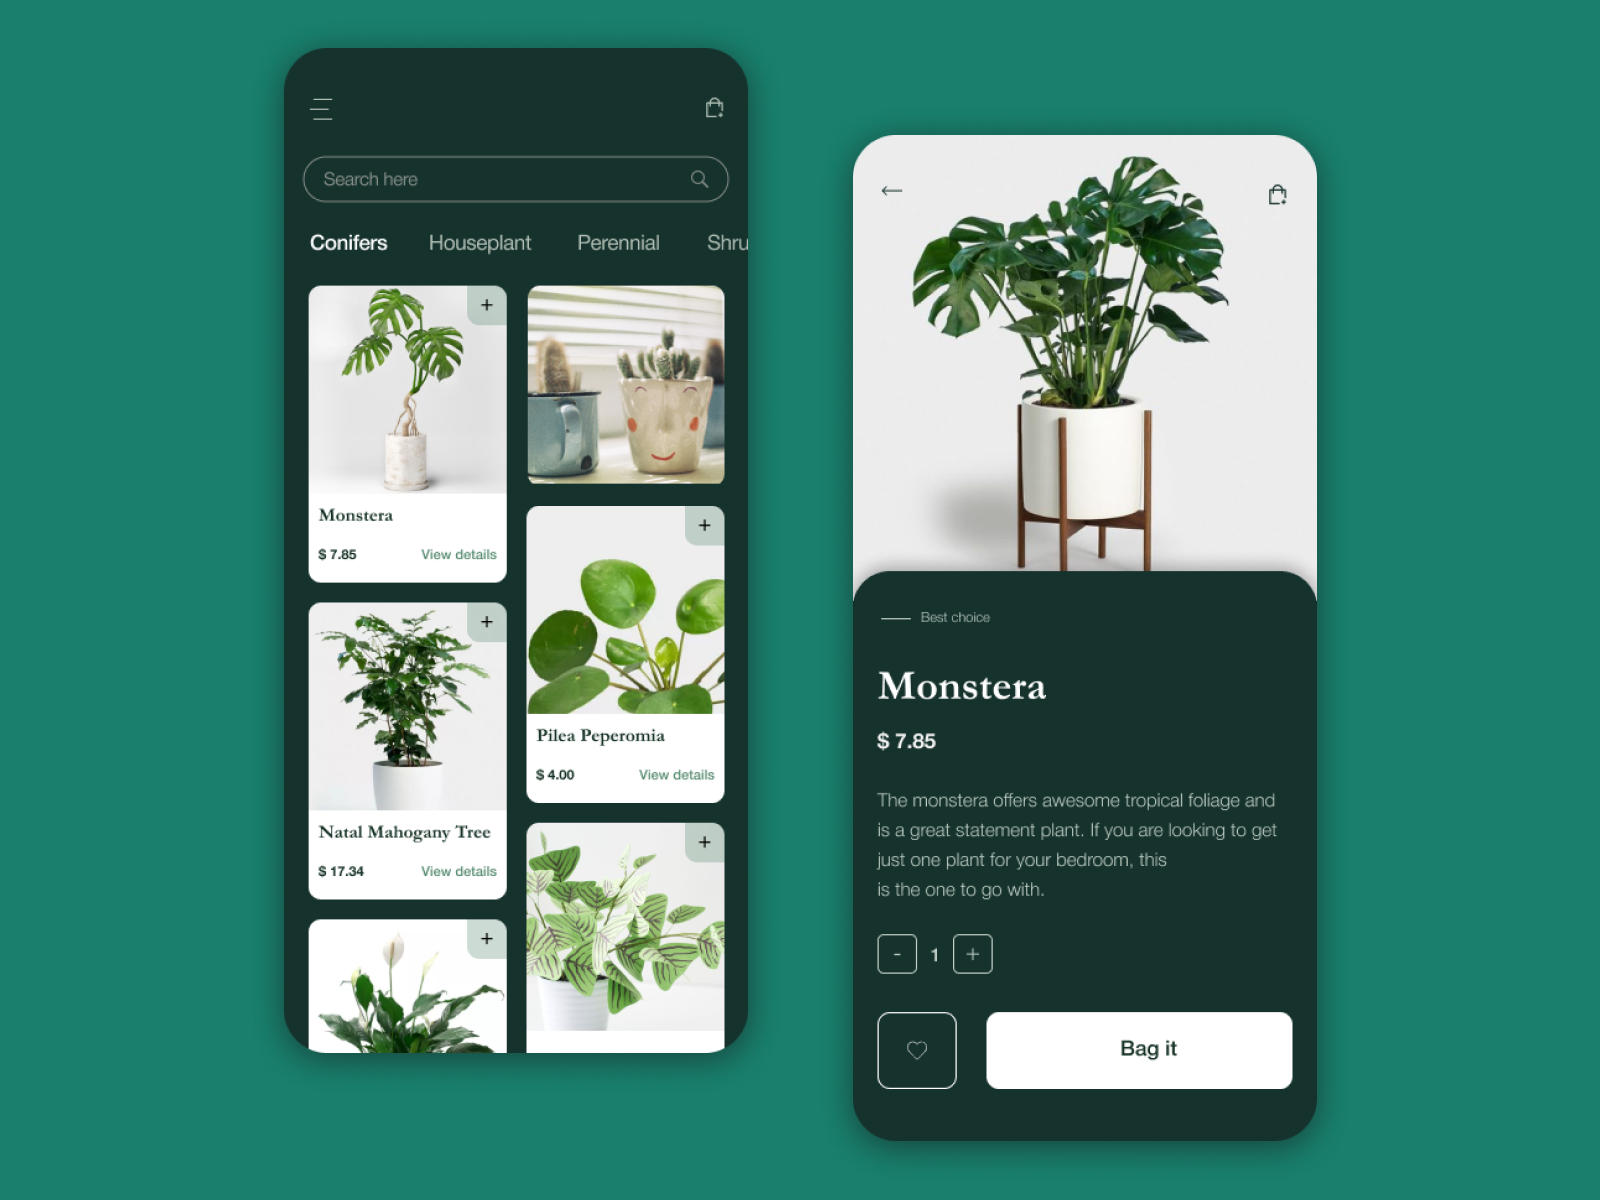 Search here
Conifers Houseplant Perennial Shru
+
Monstera
$ 7.85 View details
+
Pilea Peperomia
$ 4.00 View details
+
Natal Mahogany Tree
$ 17.34 View details
+
+
Best choice
Monstera
$ 7.85
The monstera offers awesome tropical foliage and
is a great statement plant. If you are looking to get
just one plant for your bedroom, this
is the one to go with.
- 1 +
Bag it